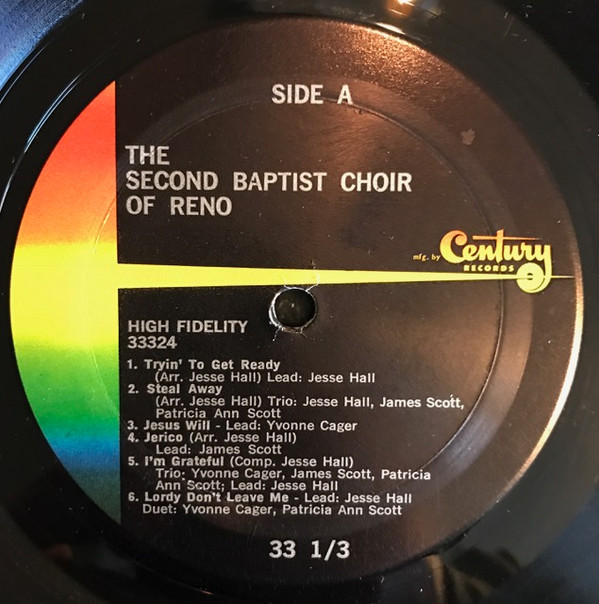 SIDE A
THE
SECOND BAPTIST CHOIR
OF RENO
mfg. by Century
RECORDS
HIGH FIDELITY
33324
1. Tryin' To Get Ready
(Arr. Jesse Hall) Lead: Jesse Hall
2. Steal Away
(Arr. Jesse Hall) Trio: Jesse Hall, James Scott,
Patricia Ann Scott
3. Jesus Will - Lead: Yvonne Cager
4. Jerico (Arr. Jesse Hall)
Lead: James Scott
5. I'm Grateful (Comp. Jesse Hall)
Trio: Yvonne Cager, James Scott, Patricia
Ann Scott; Lead: Jesse Hall
6. Lordy Don't Leave Me - Lead: Jesse Hall
Duet: Yvonne Cager, Patricia Ann Scott
33 1/3